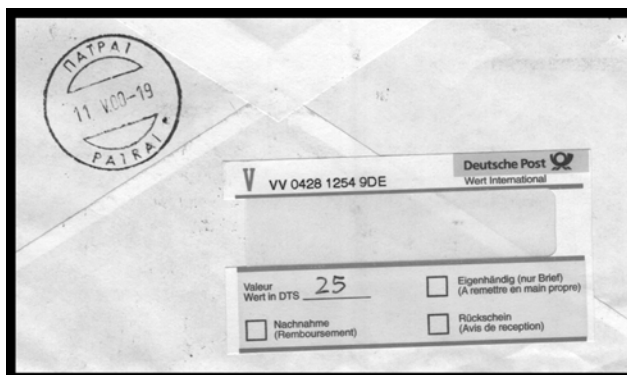 ΠΑΤΡΑΙ
11 V.00-19
PATRAI
Deutsche Post
V VV 0428 1254 9DE
Wert International
Valeur
Wert in DTS 25
Eigenhändig (nur Brief)
(A remettre en main propre)
Nachnahme
(Remboursement)
Rückschein
(Avis de reception)